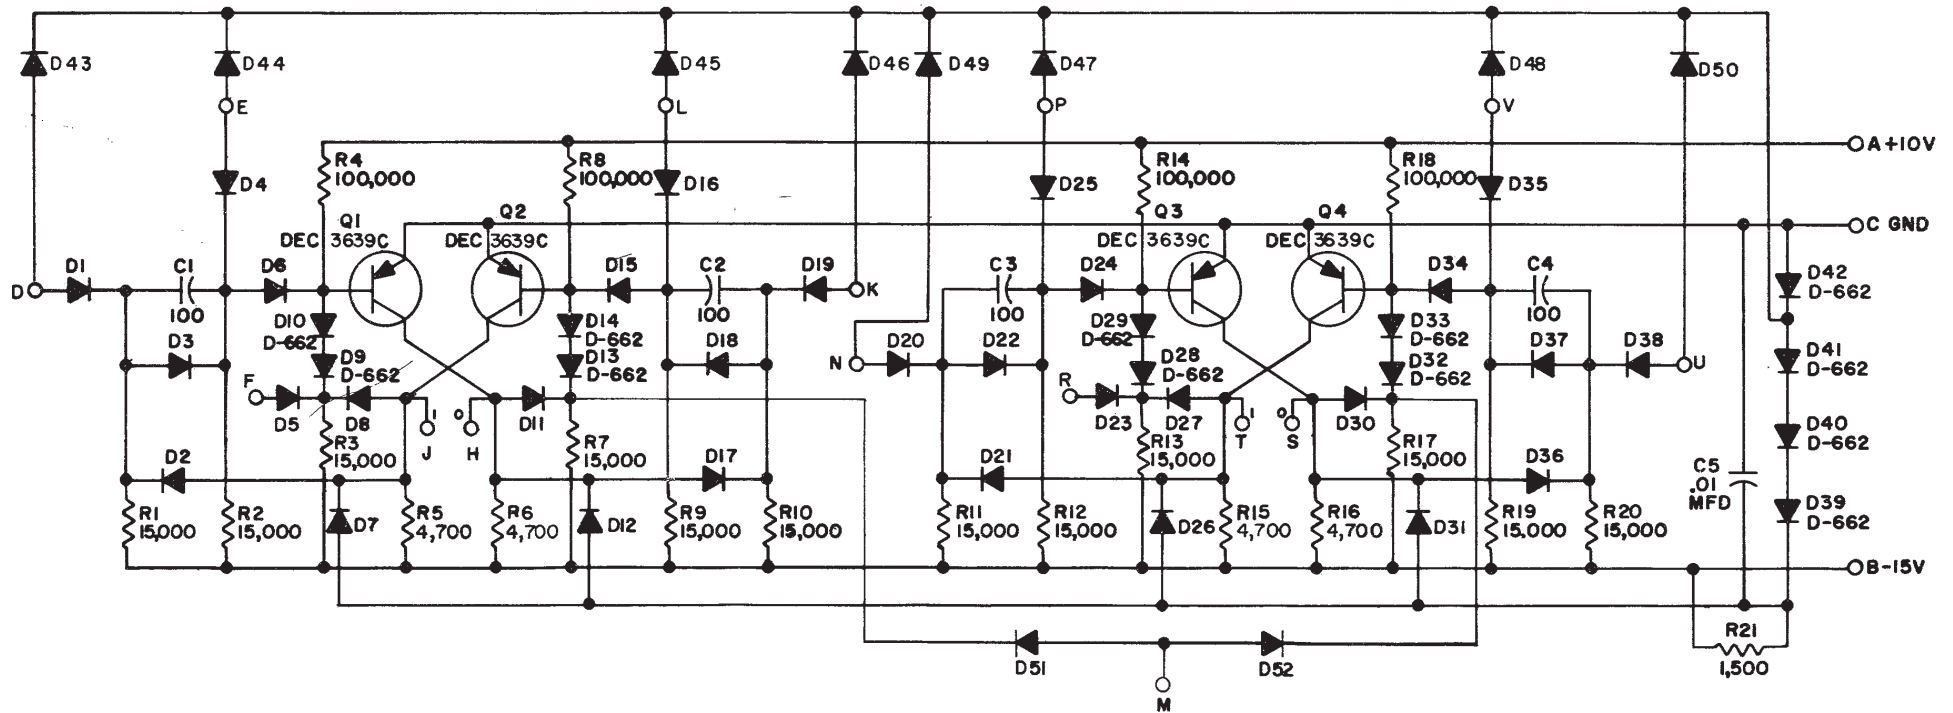 D43
D44
D45
D46
D49
D47
D48
D50
E
L
P
V
A+10V
R4
100,000
R8
100,000
R14
100,000
R18
100,000
D4
D16
D25
D35
Q1
DEC 3639C
Q2
DEC 3639C
Q3
DEC 3639C
Q4
DEC 3639C
C GND
D
D1
C1
100
D6
D15
C2
100
D19
K
C3
100
D24
D34
C4
100
D42
D-662
D10
D-662
D14
D-662
D29
D-662
D33
D-662
D3
D9
D-662
D13
D-662
D18
N
D20
D22
D28
D-662
D32
D-662
D37
D38
U
D41
D-662
F
D5
D8
1
J
0
H
D11
R
D23
D27
1
T
0
S
D30
D40
D-662
R3
15,000
R7
15,000
R13
15,000
R17
15,000
D2
D17
D21
D36
C5
.01
MFD
D39
D-662
R1
15,000
R2
15,000
D7
R5
4,700
R6
4,700
D12
R9
15,000
R10
15,000
R11
15,000
R12
15,000
D26
R15
4,700
R16
4,700
D31
R19
15.000
R20
15,000
B-15V
D51
M
D52
R21
1,500